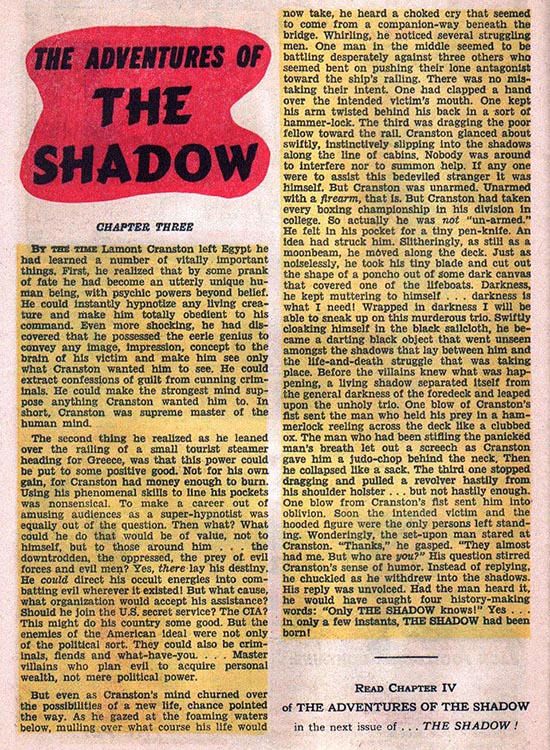 THE ADVENTURES OF
THE
SHADOW
CHAPTER THREE
BY THE TIME Lamont Cranston left Egypt he
had learned a number of vitally important
things. First, he realized that by some prank
of fate he had become an utterly unique hu-
man being, with psychic powers beyond belief.
He could instantly hypnotize any living crea-
ture and make him totally obedient to his
command. Even more shocking, he had dis-
covered that he possessed the eerie genius to
convey any image, impression, concept to the
brain of his victim and make him see only
what Cranston wanted him to see. He could
extract confessions of guilt from cunning crim-
inals. He could make the strongest mind sup-
pose anything Cranston wanted him to. In
short, Cranston was supreme master of the
human mind.
The second thing he realized as he leaned
over the railing of a small tourist steamer
heading for Greece, was that this power could
be put to some positive good. Not for his own
gain, for Cranston had money enough to burn.
Using his phenomenal skills to line his pockets
was nonsensical. To make a career out of
amusing audiences as a super-hypnotist was
equally out of the question. Then what? What
could he do that would be of value, not to
himself, but to those around him . . . the
downtrodden, the oppressed, the prey of evil
forces and evil men? Yes, there lay his destiny.
He could direct his occult energies into com-
batting evil wherever it existed! But what cause,
what organization would accept his assistance?
Should he join the U.S. secret service? The CIA?
This might do his country some good. But the
enemies of the American ideal were not only
of the political sort. They could also be crim-
inals, fiends and what-have-you. . . . Master
villains who plan evil to acquire personal
wealth, not mere political power.
But even as Cranston's mind churned over
the possibilities of a new life, chance pointed
the way. As he gazed at the foaming waters
below, mulling over what course his life would
now take, he heard a choked cry that seemed
to come from a companion-way beneath the
bridge. Whirling, he noticed several struggling
men. One man in the middle seemed to be
battling desperately against three others who
seemed bent on pushing their lone antagonist
toward the ship's railing. There was no mis-
taking their intent. One had clapped a hand
over the intended victim's mouth. One kept
his arm twisted behind his back in a sort of
hammer-lock. The third was dragging the poor
fellow toward the rail. Cranston glanced about
swiftly, instinctively slipping into the shadows
along the line of cabins. Nobody was around
to interfere nor to summon help. If any one
were to assist this bedeviled stranger it was
himself. But Cranston was unarmed. Unarmed
with a firearm, that is. But Cranston had taken
every boxing championship in his division in
college. So actually he was not "un-armed."
He felt in his pocket for a tiny pen-knife. An
idea had struck him. Slitheringly, as still as a
moonbeam, he moved along the deck. Just as
noiselessly, he took his tiny blade and cut out
the shape of a poncho out of some dark canvas
that covered one of the lifeboats. Darkness,
he kept muttering to himself . . . darkness is
what I need! Wrapped in darkness I will be
able to sneak up on this murderous trio. Swiftly
cloaking himself in the black sailcloth, he be-
came a darting black object that went unseen
amongst the shadows that lay between him and
the life-and-death struggle that was taking
place. Before the villains knew what was hap-
pening, a living shadow separated itself from
the general darkness of the foredeck and leaped
upon the unholy trio. One blow of Cranston's
fist sent the man who held his prey in a ham-
merlock reeling across the deck like a clubbed
ox. The man who had been stifling the panicked
man's breath let out a screech as Cranston
gave him a judo-chop behind the neck. Then
he collapsed like a sack. The third one stopped
dragging and pulled a revolver hastily from
his shoulder holster . . . but not hastily enough.
One blow from Cranston's fist sent him into
oblivion. Soon the intended victim and the
hooded figure were the only persons left stand-
ing. Wonderingly, the set-upon man stared at
Cranston. "Thanks," he gasped. "They almost
had me. But who are you?" His question stirred
Cranston's sense of humor. Instead of replying,
he chuckled as he withdrew into the shadows.
His reply was unvoiced. Had the man heard it,
he would have caught four history-making
words: "Only THE SHADOW knows!" Yes . . .
in only a few instants, THE SHADOW had been
born!
READ CHAPTER IV
of THE ADVENTURES OF THE SHADOW
in the next issue of . . . THE SHADOW!